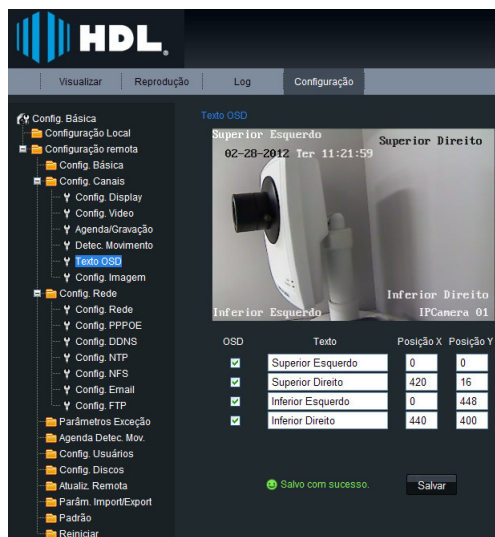 HDL
Visualizar Reprodução Log Configuração
Config. Básica
Configuração Local
Configuração remota
Config. Básica
Config. Canais
Config. Display
Config. Video
Agenda/Gravação
Detec. Movimento
Texto OSD
Config. Imagem
Config. Rede
Config. Rede
Config. PPPOE
Config. DDNS
Config. NTP
Config. NFS
Config. Email
Config. FTP
Parâmetros Exceção
Agenda Detec. Mov.
Config. Usuários
Config. Discos
Atualiz. Remota
Parâm. Import/Export
Padrão
Reiniciar
Texto OSD
Superior Esquerdo
Superior Direito
02-28-2012 Ter 11:21:59
Inferior Direito
Inferior Esquerdo IPCamera 01
OSD Texto Posição X Posição Y
Superior Esquerdo 0 0
Superior Direito 420 16
Inferior Esquerdo 0 448
Inferior Direito 440 400
Salvo com sucesso. Salvar